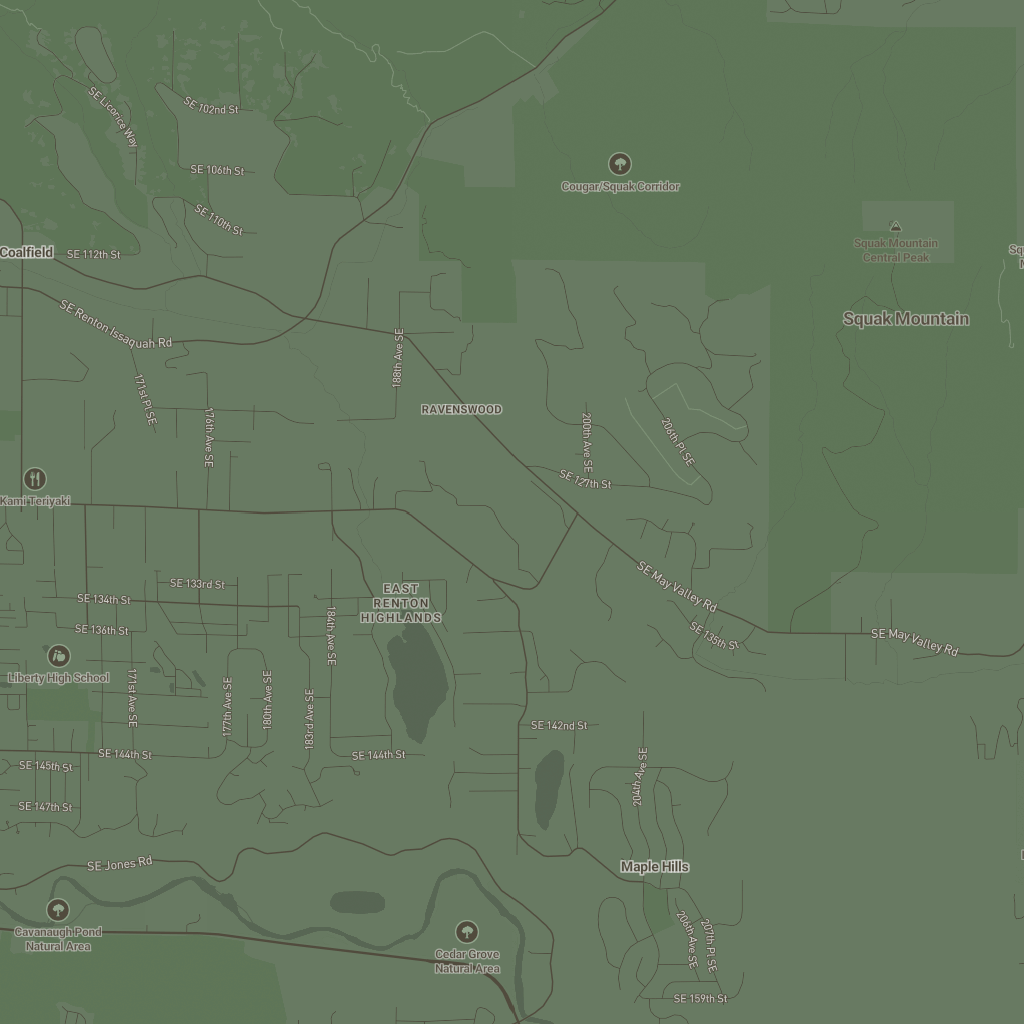 SE Licorice Way
SE 102nd St
SE 106th St
Cougar/Squak Corridor
SE 110th St
Coalfield
SE 112th St
Squak Mountain
Central Peak
Squak Mountain
SE Renton Issaquah Rd
188th Ave SE
171st Pl SE
RAVENSWOOD
176th Ave SE
200th Ave SE
206th Pl SE
SE 127th St
Kami Teriyaki
SE 133rd St
EAST
RENTON
HIGHLANDS
SE May Valley Rd
SE 134th St
SE 136th St
184th Ave SE
SE 135th St
SE May Valley Rd
Liberty High School
171st Ave SE
177th Ave SE
180th Ave SE
183rd Ave SE
SE 142nd St
SE 144th St
SE 144th St
SE 145th St
204th Ave SE
SE 147th St
SE Jones Rd
Maple Hills
Cavanaugh Pond
Natural Area
206th Ave SE
207th Pl SE
Cedar Grove
Natural Area
SE 159th St